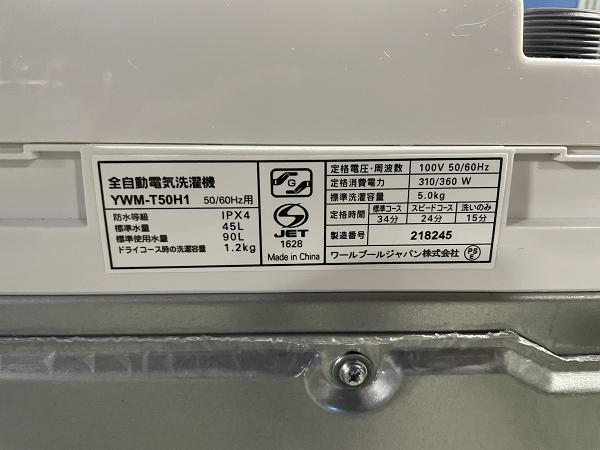 全自動電気洗濯機
YWM-T50H1 50/60Hz用
防水等級 IPX4
標準水量 45L
標準使用水量 90L
ドライコース時の洗濯容量 1.2kg
G
JET
1628
Made in China
定格電圧・周波数 100V 50/60Hz
定格消費電力 310/360 W
標準洗濯容量 5.0kg
定格時間 標準コース 34分 スピードコース 24分 洗いのみ 15分
製造番号 218245
ワールプールジャパン株式会社 PSE